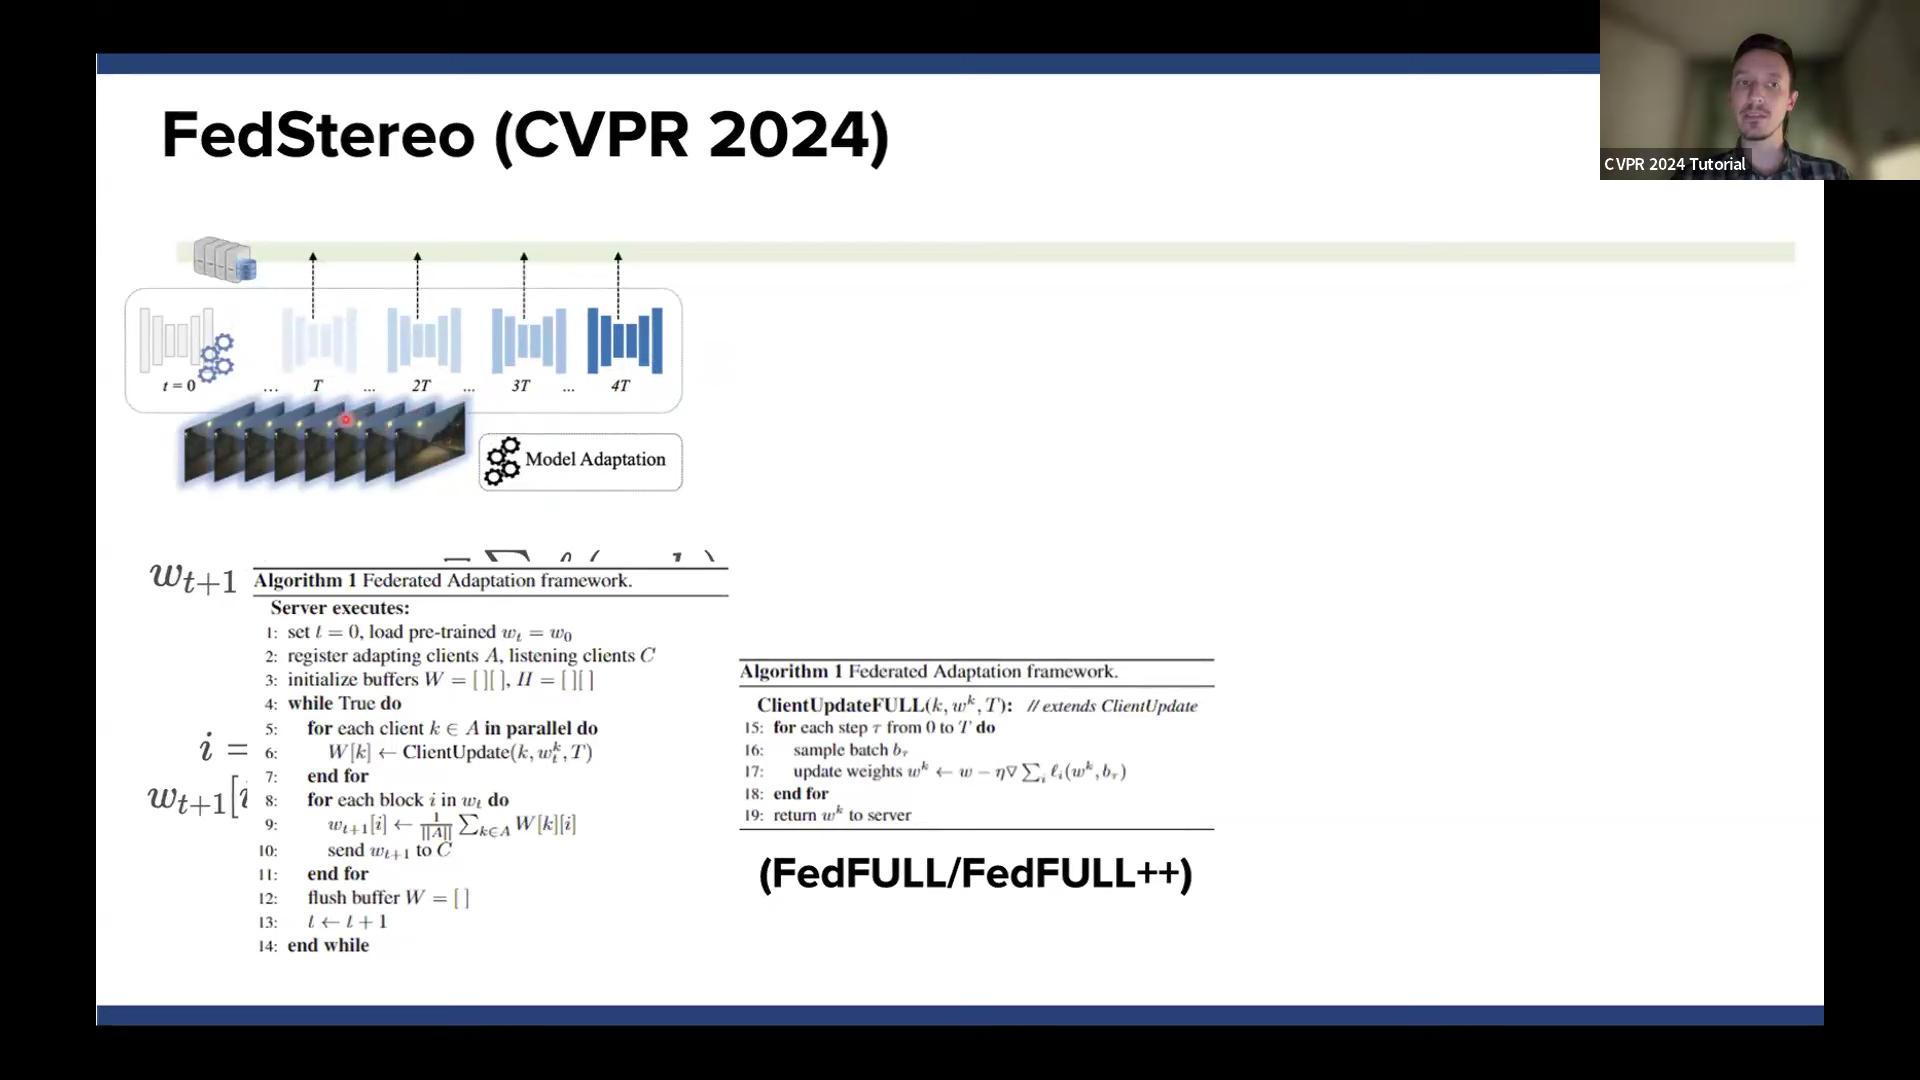 FedStereo (CVPR 2024)
CVPR 2024 Tutorial
t = 0 ... T ... 2T ... 3T ... 4T
Model Adaptation
w_{t+1}
i =
w_{t+1}[i
Algorithm 1 Federated Adaptation framework.
Server executes:
1: set t = 0, load pre-trained w_t = w_0
2: register adapting clients A, listening clients C
3: initialize buffers W = [ ][ ], H = [ ][ ]
4: while True do
5: for each client k ∈ A in parallel do
6: W[k] ← ClientUpdate(k, w_t^k, T)
7: end for
8: for each block i in w_t do
9: w_{t+1}[i] ← \frac{1}{||A||} ∑_{k∈A} W[k][i]
10: send w_{t+1} to C
11: end for
12: flush buffer W = [ ]
13: t ← t + 1
14: end while
Algorithm 1 Federated Adaptation framework.
ClientUpdateFULL(k, w^k, T): // extends ClientUpdate
15: for each step τ from 0 to T do
16: sample batch b_τ
17: update weights w^k ← w − η∇ ∑_i ℓ_i(w^k, b_τ)
18: end for
19: return w^k to server
(FedFULL/FedFULL++)